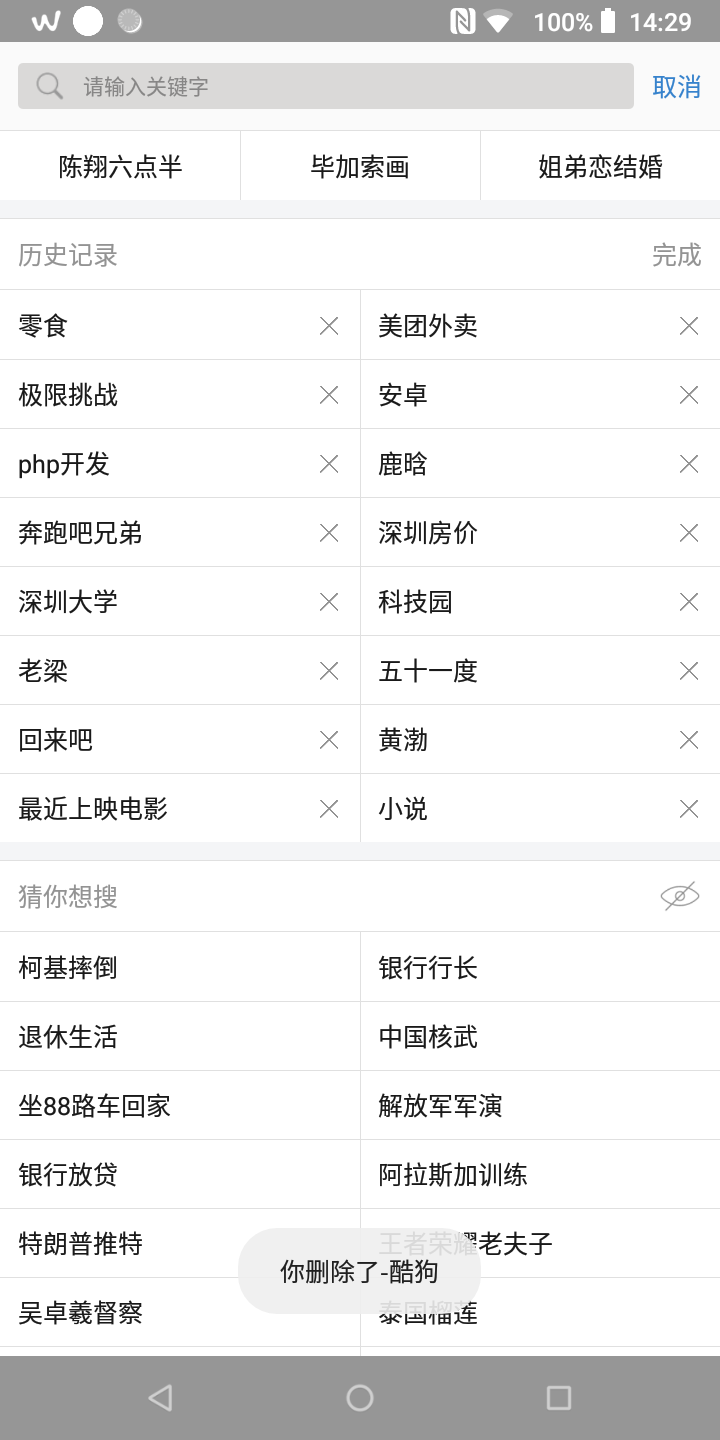 100% 14:29
请输入关键字 取消
陈翔六点半 毕加索画 姐弟恋结婚
历史记录 完成
零食 美团外卖
极限挑战 安卓
php开发 鹿晗
奔跑吧兄弟 深圳房价
深圳大学 科技园
老梁 五十一度
回来吧 黄渤
最近上映电影 小说
猜你想搜
柯基摔倒 银行行长
退休生活 中国核武
坐88路车回家 解放军军演
银行放贷 阿拉斯加训练
特朗普推特 王者荣耀老夫子
你删除了-酷狗
吴卓羲督察 泰国榴莲